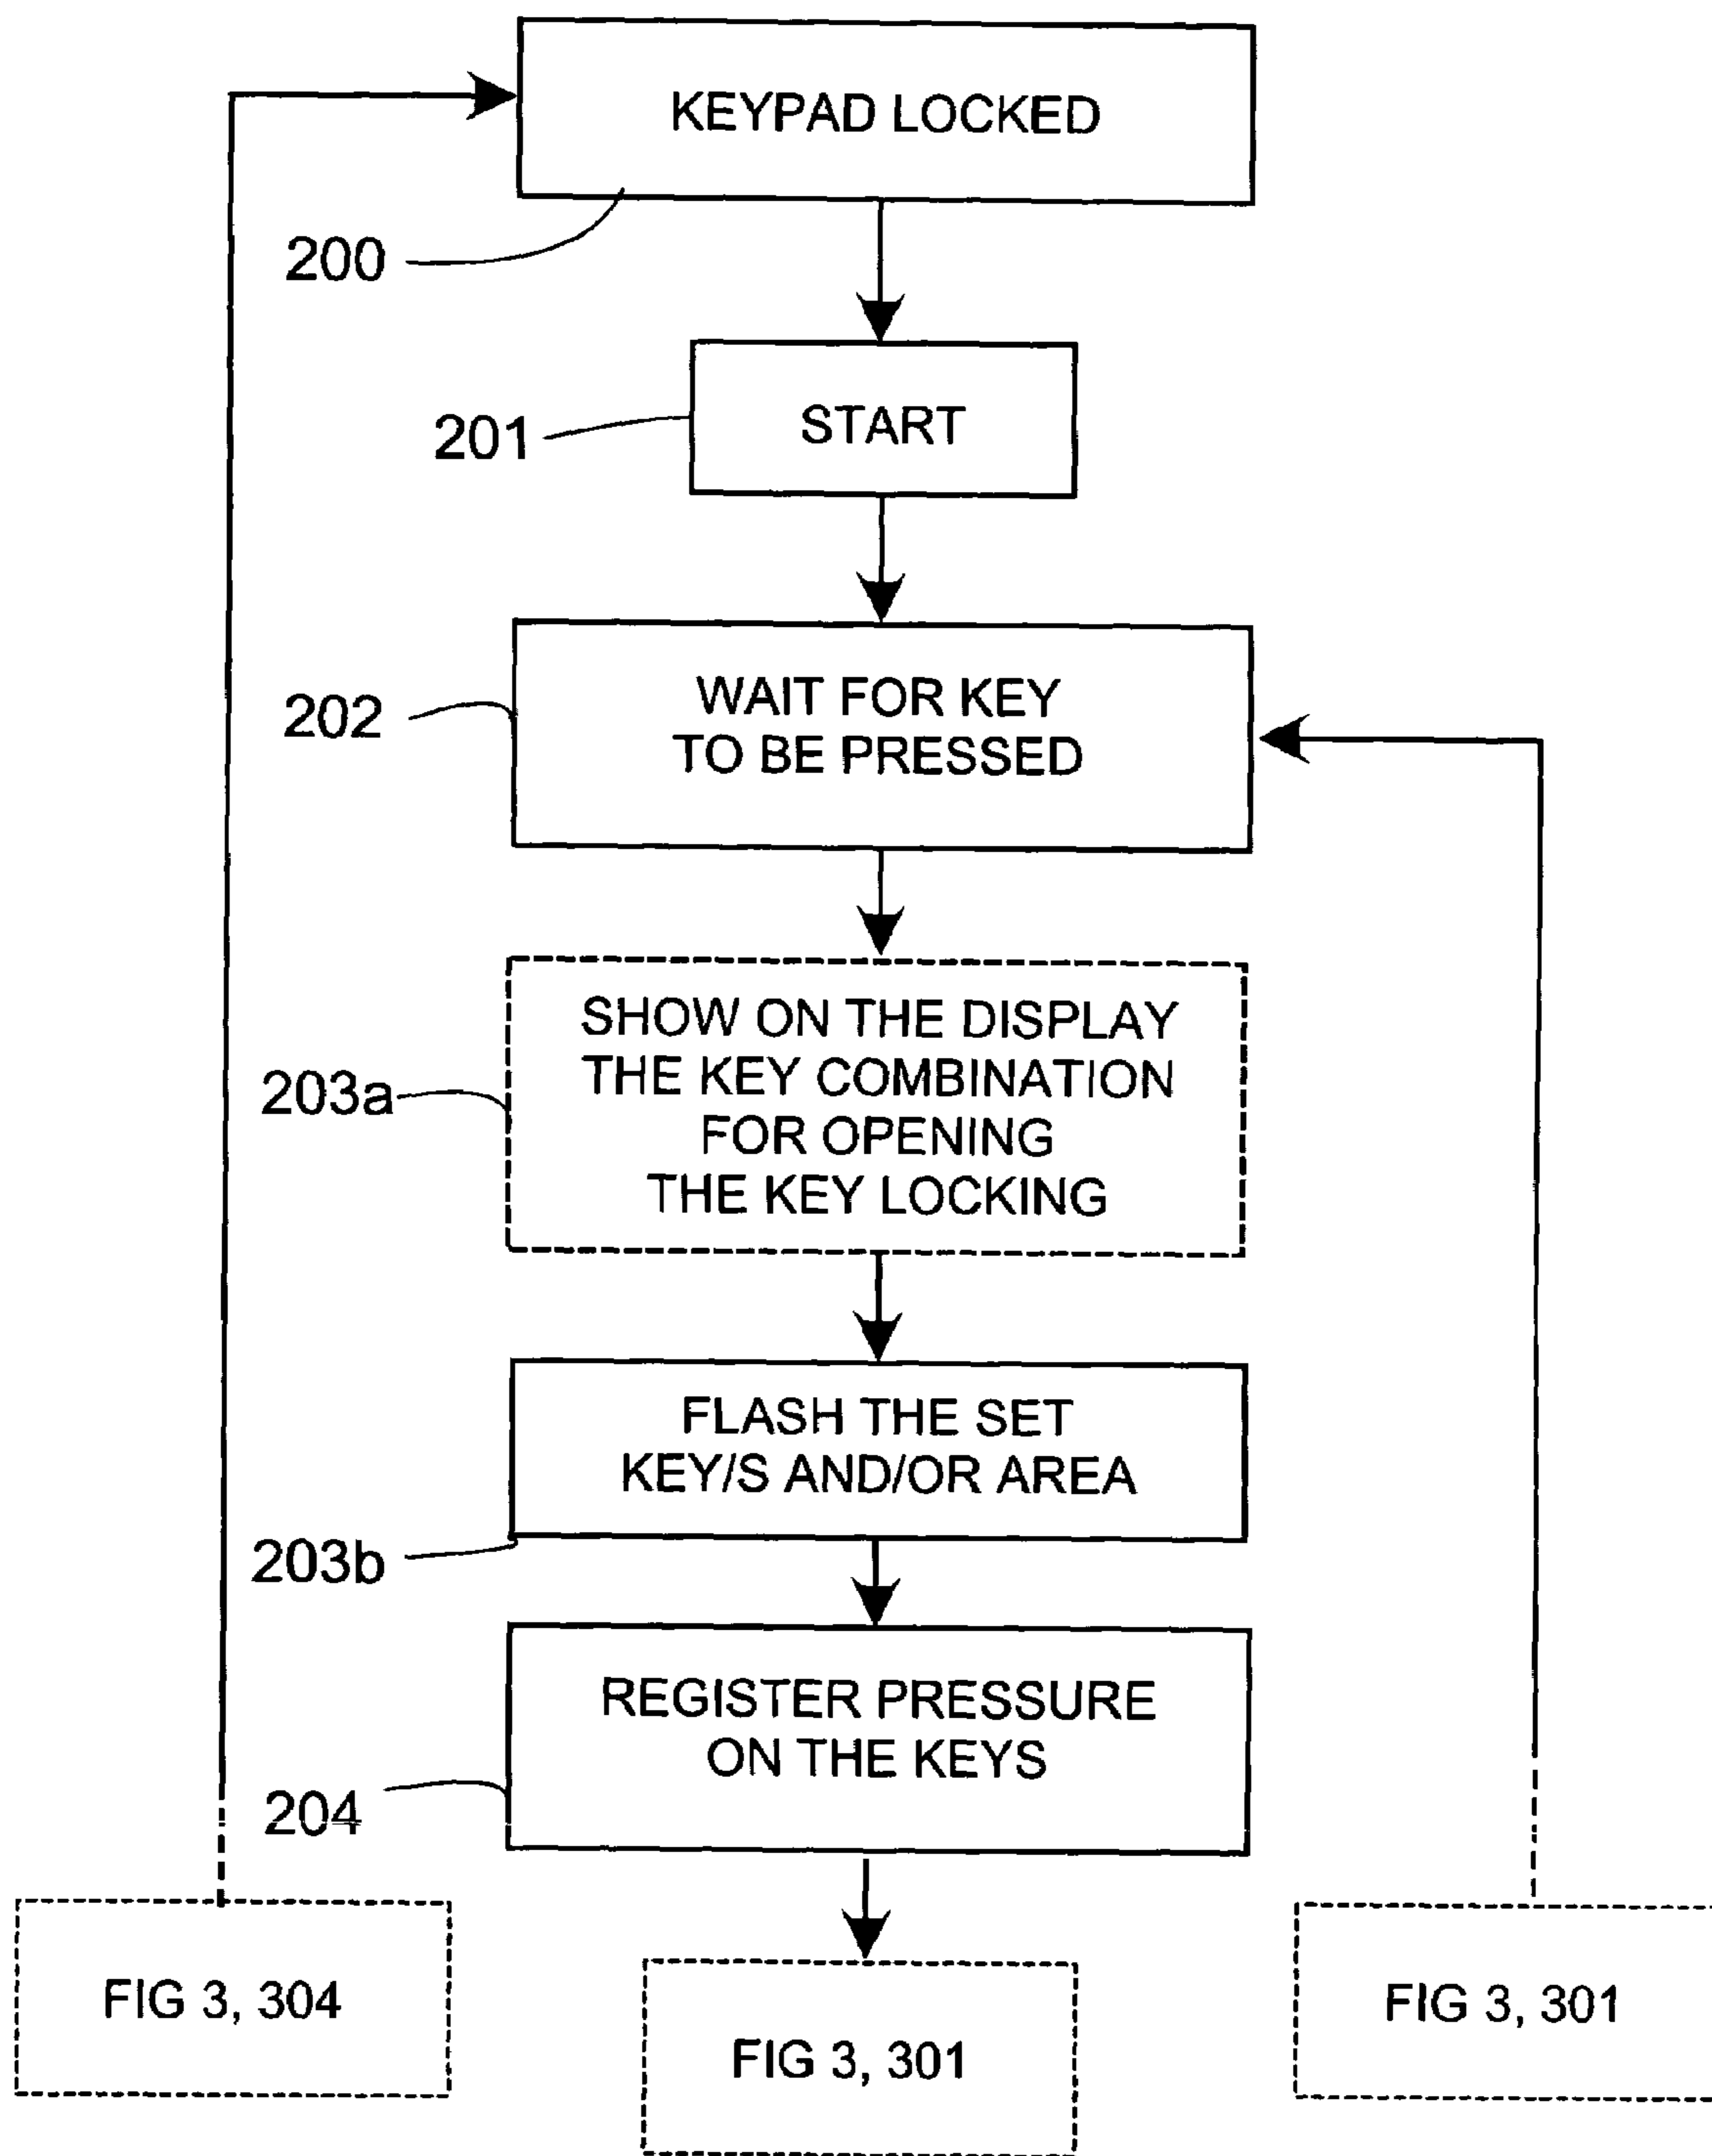 KEYPAD LOCKED
200
START
201
WAIT FOR KEY
TO BE PRESSED
202
SHOW ON THE DISPLAY
THE KEY COMBINATION
FOR OPENING
THE KEY LOCKING
203a
FLASH THE SET
KEY/S AND/OR AREA
203b
REGISTER PRESSURE
ON THE KEYS
204
FIG 3, 304
FIG 3, 301
FIG 3, 301